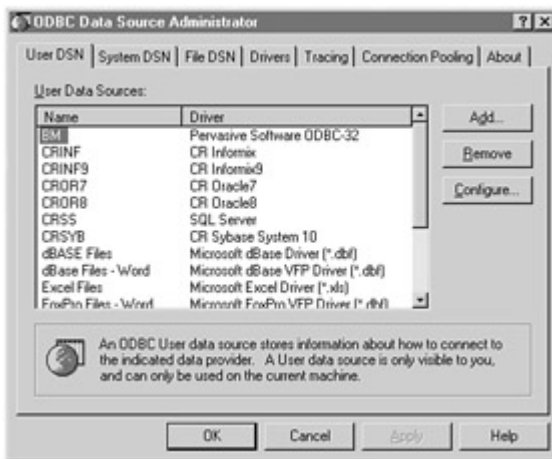 ODBC Data Source Administrator
User DSN System DSN File DSN Drivers Tracing Connection Pooling About
User Data Sources:
Name Driver
BM Pervasive Software ODBC-32
CRINF CR Informix
CRINF9 CR Informix9
CROR7 CR Oracle7
CROR8 CR Oracle8
CRSS SQL Server
CRSYB CR Sybase System 10
dBASE Files Microsoft dBase Driver (*.dbf)
dBase Files - Word Microsoft dBase VFP Driver (*.dbf)
Excel Files Microsoft Excel Driver (*.xls)
FoxPro Files - Word Microsoft FoxPro VFP Driver (*.dbf)
Add...
Remove
Configure...
An ODBC User data source stores information about how to connect to
the indicated data provider. A User data source is only visible to you,
and can only be used on the current machine.
OK Cancel Apply Help